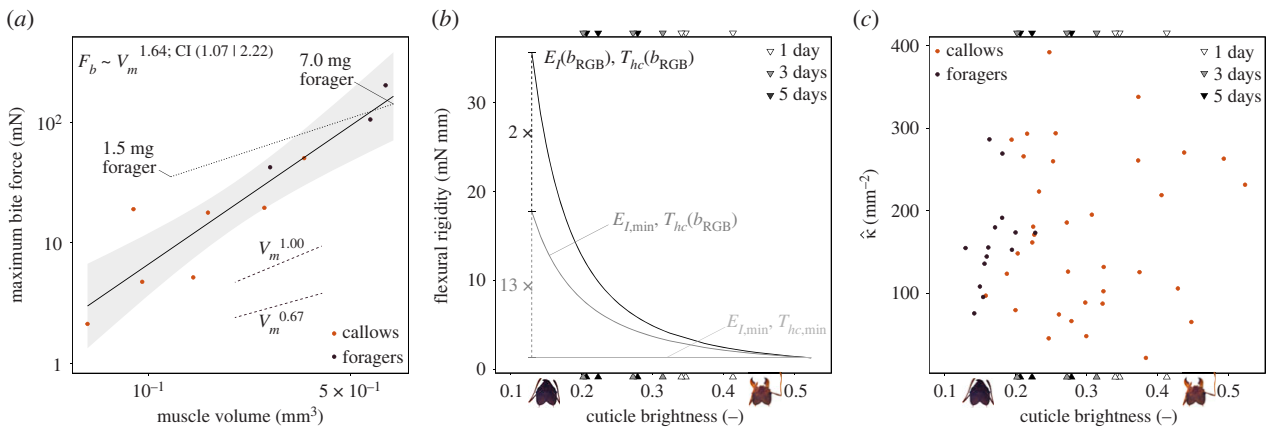 (a)
F_b ~ V_m^1.64; CI (1.07 | 2.22)
7.0 mg
forager
1.5 mg
forager
V_m^1.00
V_m^0.67
callows
foragers
maximum bite force (mN)
10^2
10
1
10^−1
5 × 10^−1
muscle volume (mm^3)
(b)
E_I(b_RGB), T_hc(b_RGB)
1 day
3 days
5 days
2 ×
E_I,min, T_hc(b_RGB)
13 ×
E_I,min, T_hc,min
flexural rigidity (mN mm)
30
20
10
0
0.1 0.2 0.3 0.4 0.5
cuticle brightness (–)
(c)
callows
foragers
1 day
3 days
5 days
κ̂ (mm^−2)
400
300
200
100
0.1 0.2 0.3 0.4 0.5
cuticle brightness (–)